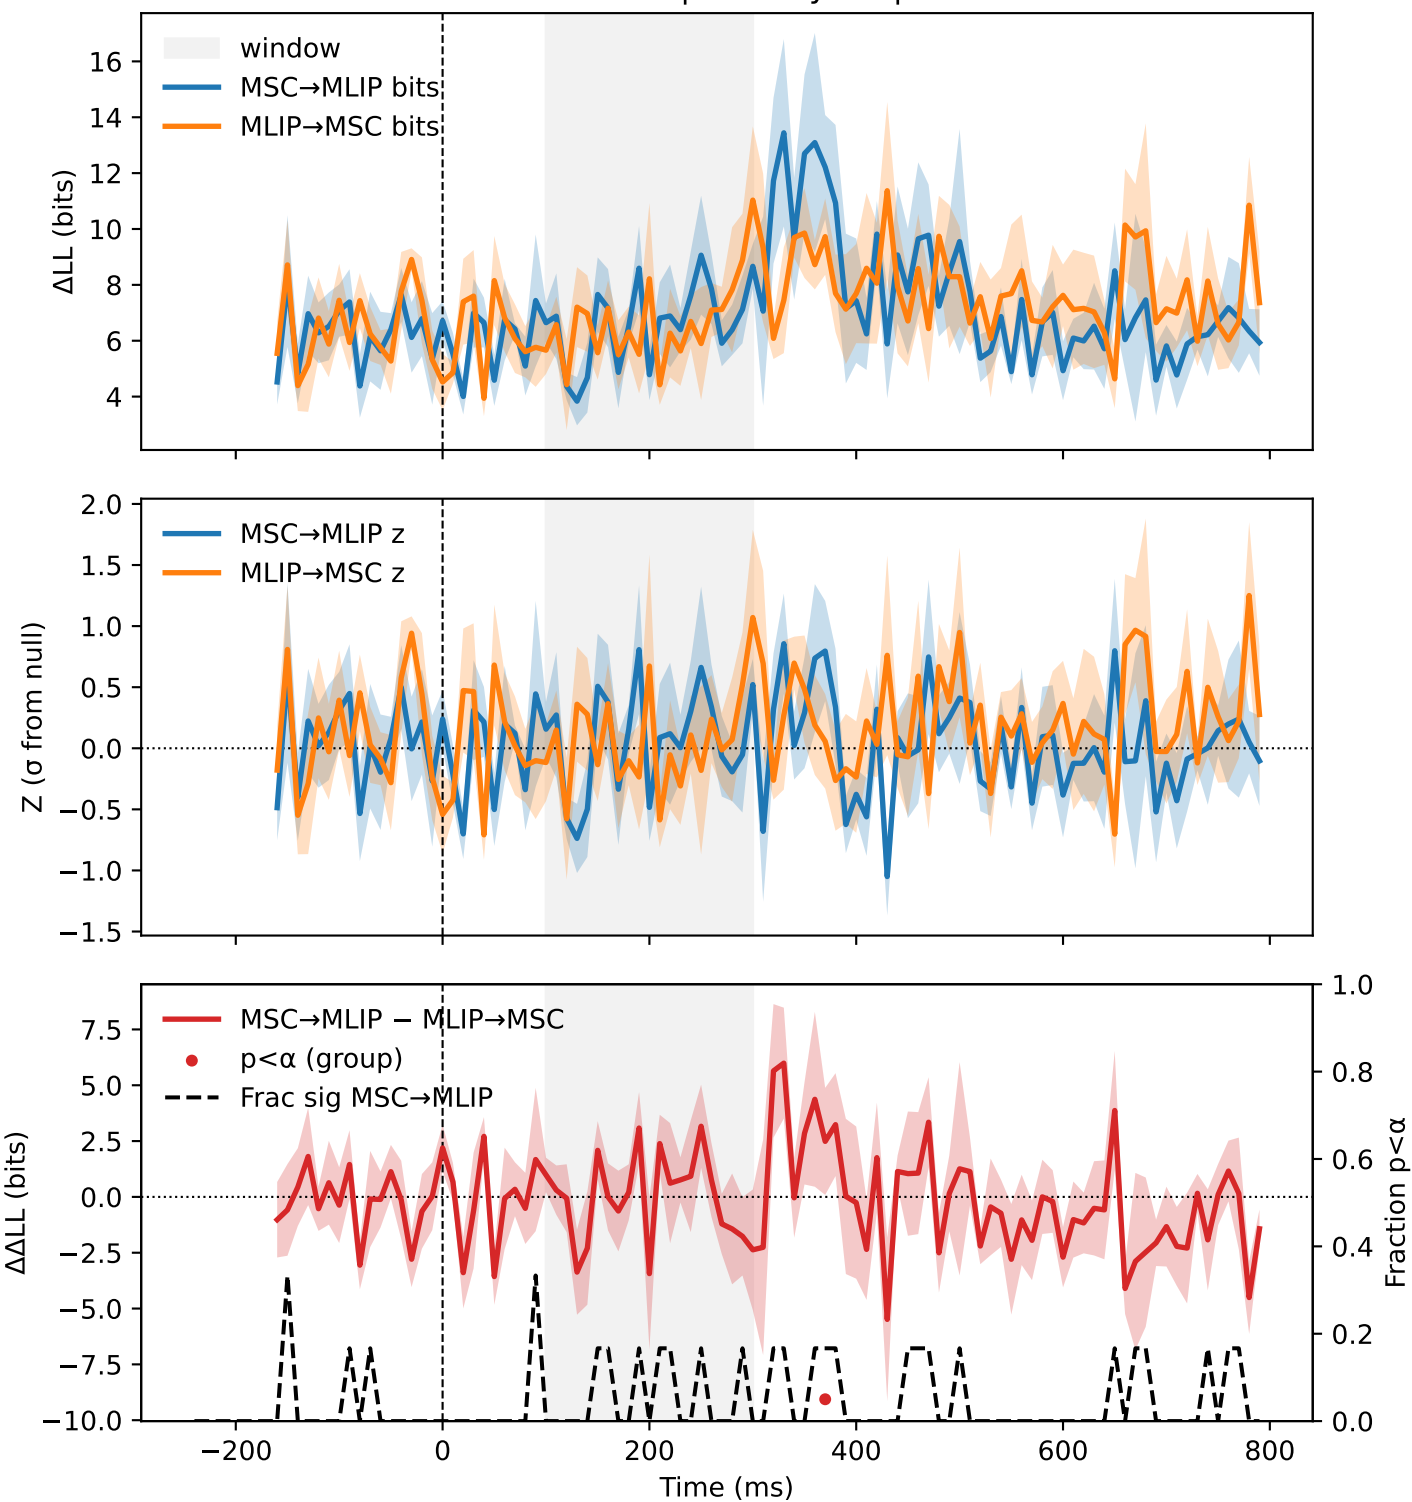 window
MSC→MLIP bits
MLIP→MSC bits
16
14
12
10
8
6
4
ΔLL (bits)
MSC→MLIP z
MLIP→MSC z
2.0
1.5
1.0
0.5
0.0
−0.5
−1.0
−1.5
Z (σ from null)
MSC→MLIP − MLIP→MSC
p<α (group)
Frac sig MSC→MLIP
7.5
5.0
2.5
0.0
−2.5
−5.0
−7.5
−10.0
ΔΔLL (bits)
1.0
0.8
0.6
0.4
0.2
0.0
Fraction p<α
−200 0 200 400 600 800
Time (ms)